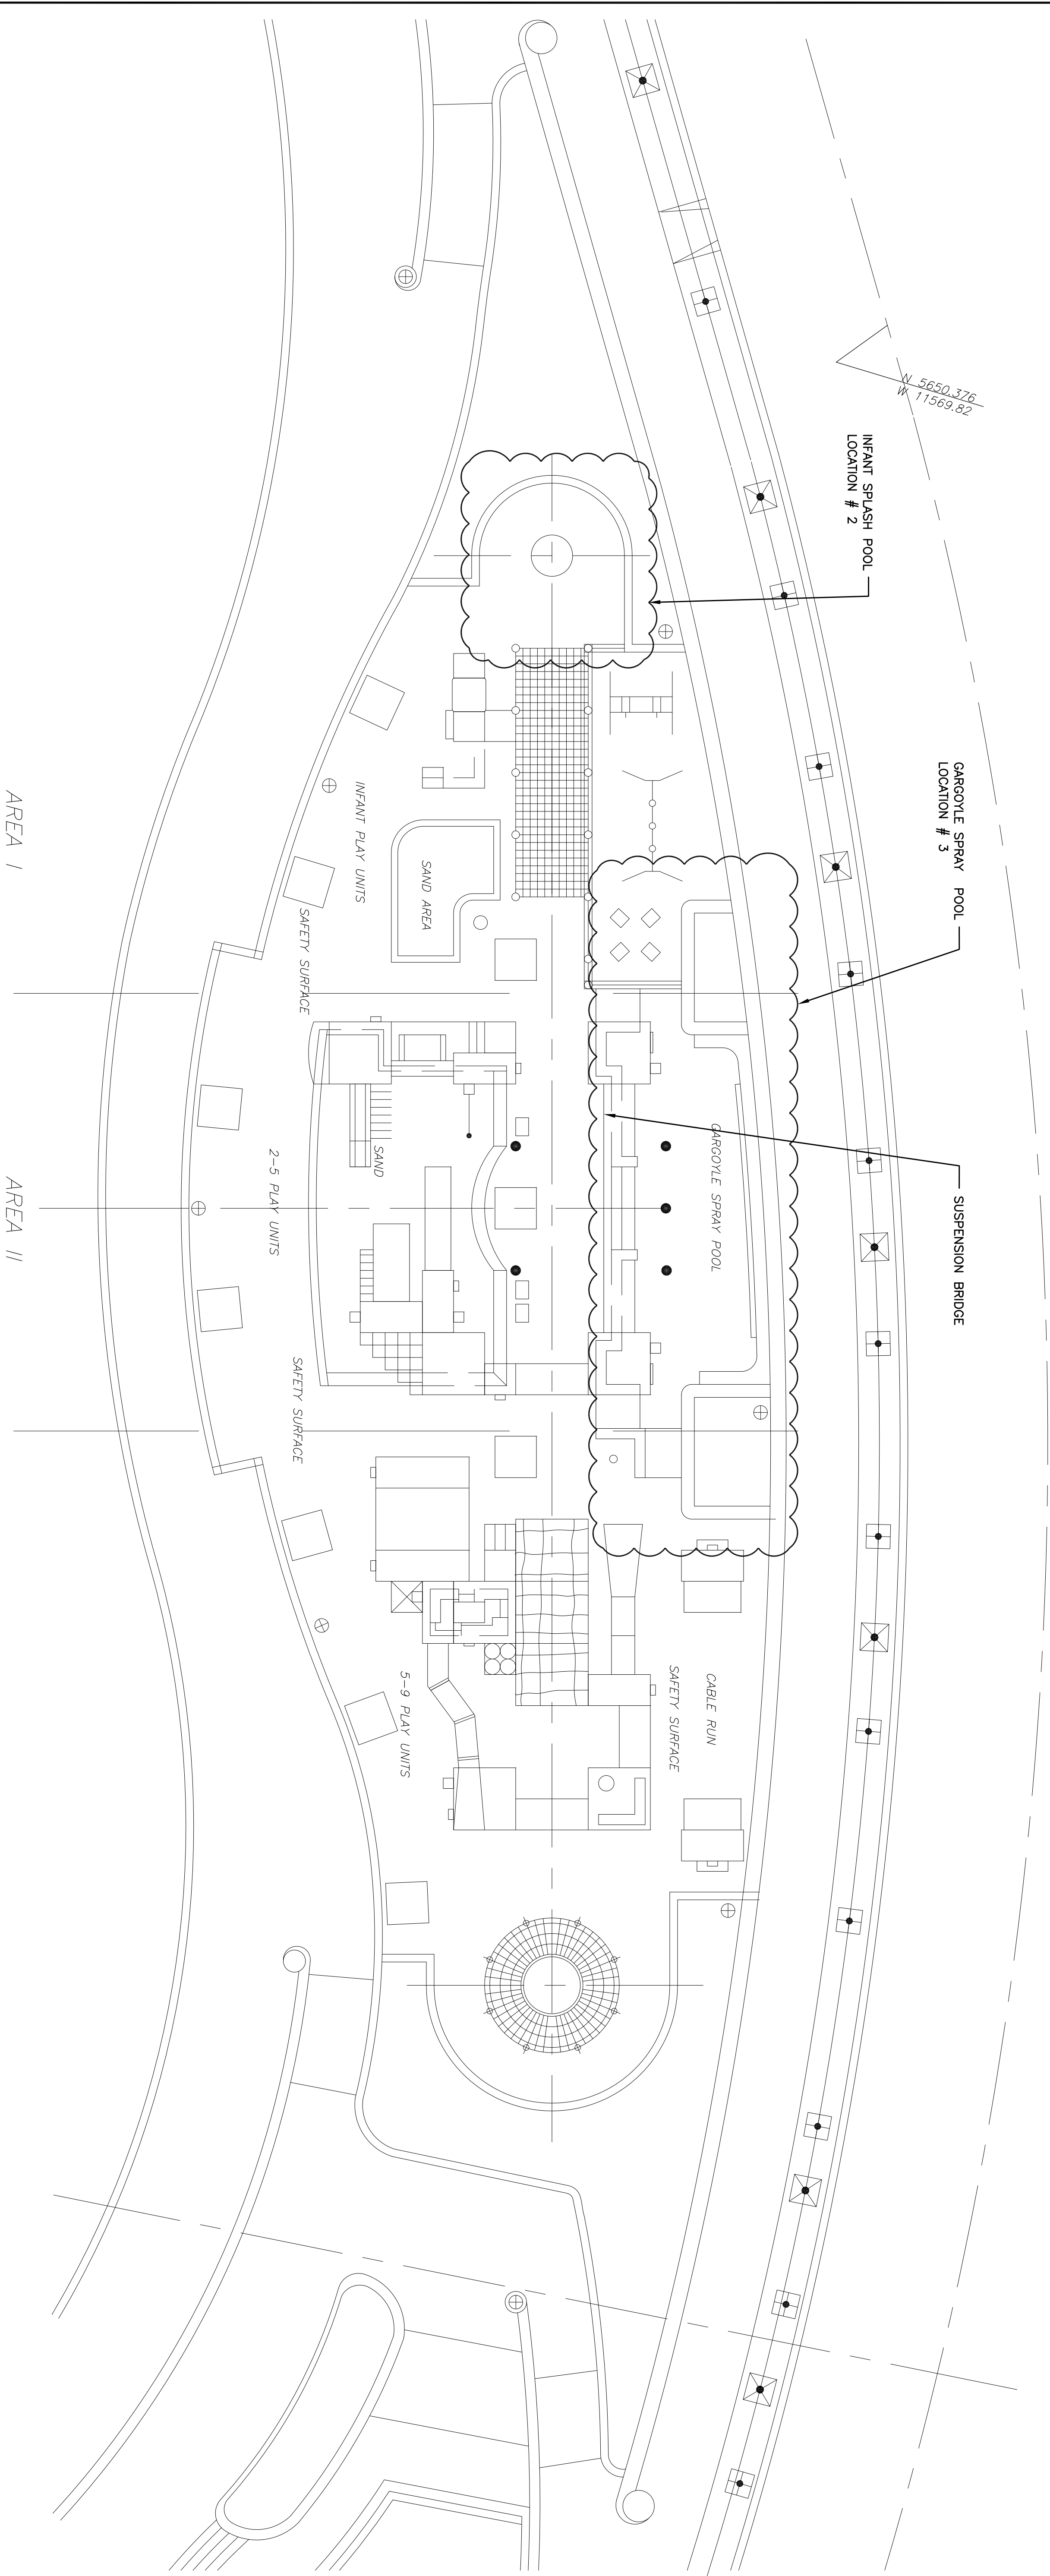 N 5650.376
W 11569.82
INFANT SPLASH POOL
LOCATION # 2
GARGOYLE SPRAY POOL
LOCATION # 3
SUSPENSION BRIDGE
GARGOYLE SPRAY POOL
CABLE RUN
SAFETY SURFACE
SAND AREA
INFANT PLAY UNITS
SAFETY SURFACE
SAND
2-5 PLAY UNITS
SAFETY SURFACE
5-9 PLAY UNITS
AREA I
AREA II